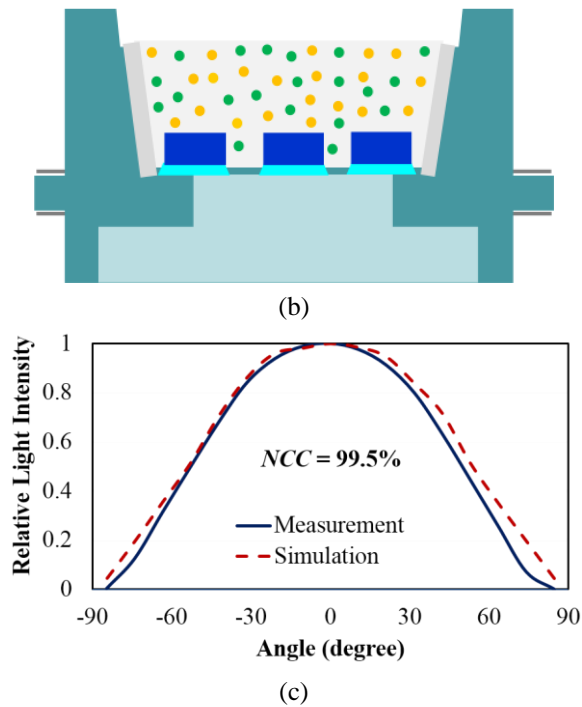 (b)
Relative Light Intensity
1
0.8
0.6
0.4
0.2
0
NCC = 99.5%
Measurement
Simulation
-90 -60 -30 0 30 60 90
Angle (degree)
(c)